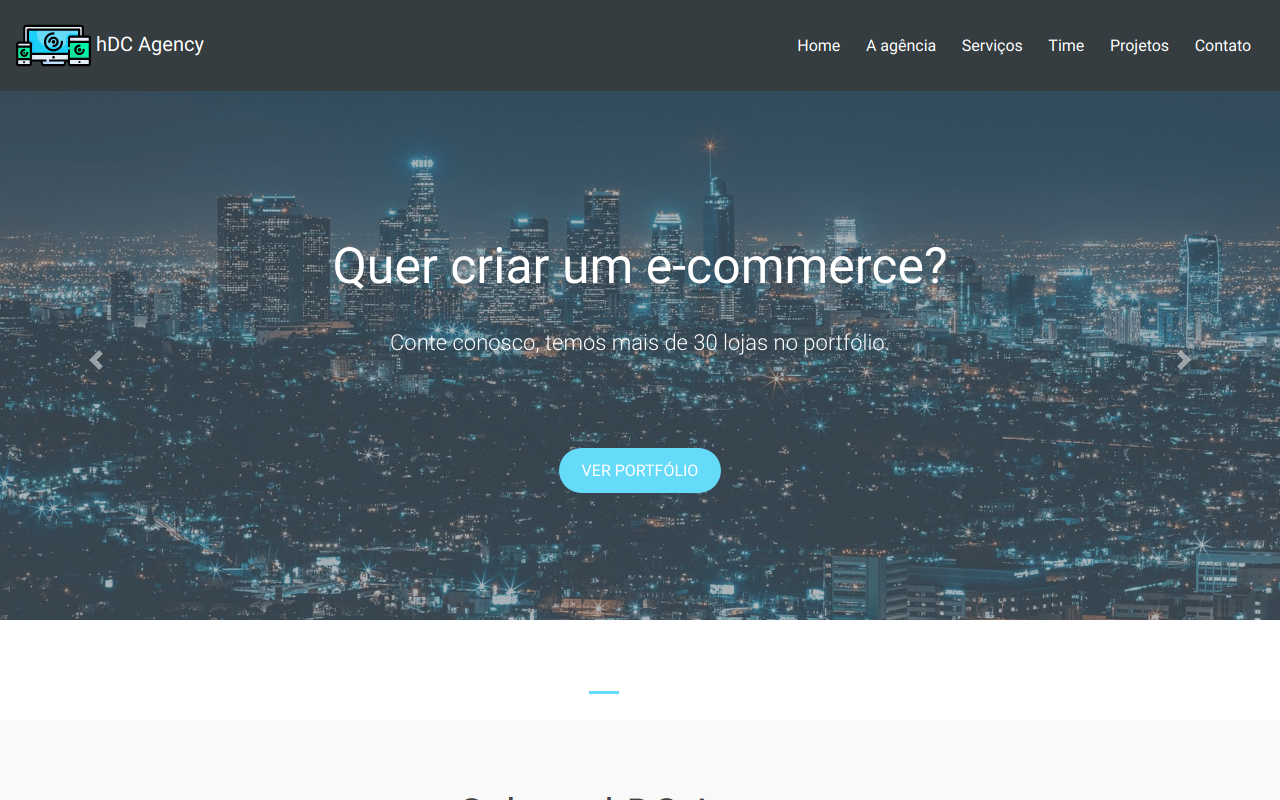 hDC Agency
Home
A agência
Serviços
Time
Projetos
Contato
Quer criar um e-commerce?
Conte conosco, temos mais de 30 lojas no portfólio.
VER PORTFÓLIO